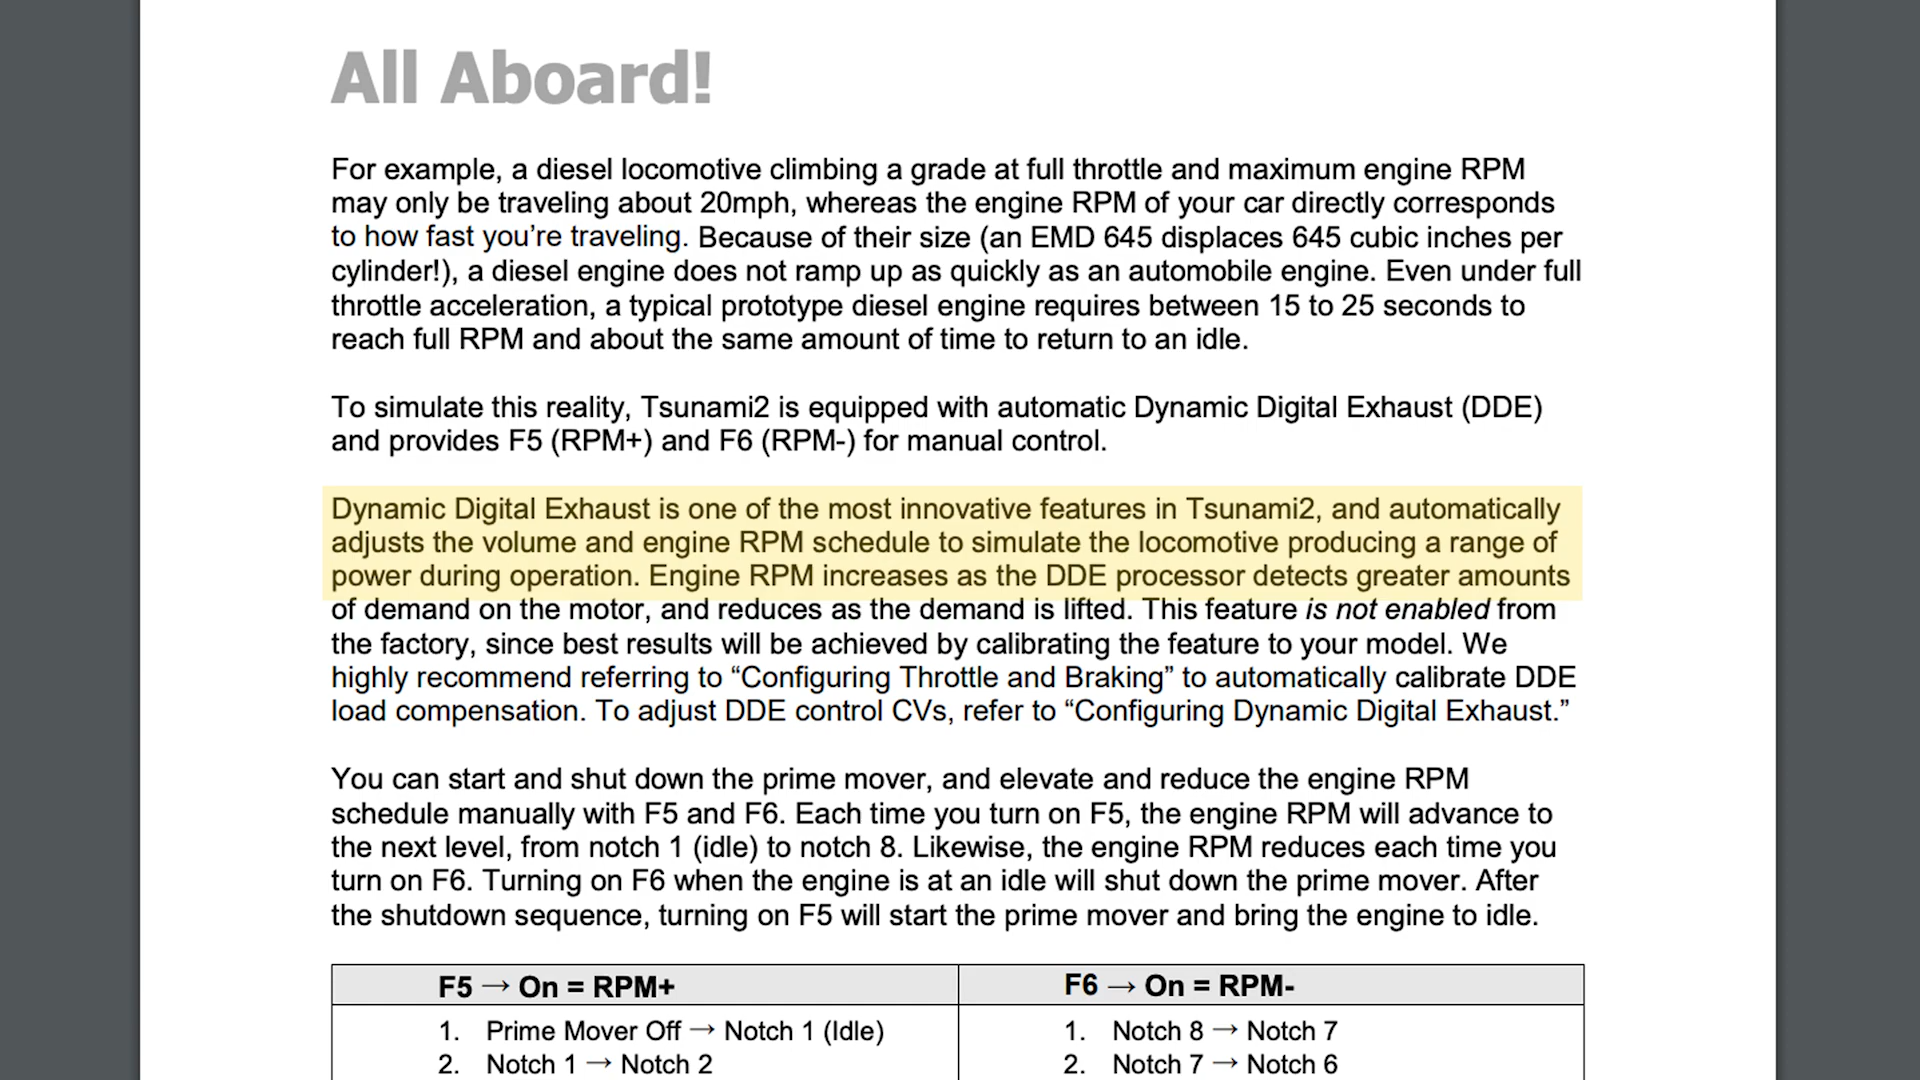 All Aboard!
For example, a diesel locomotive climbing a grade at full throttle and maximum engine RPM
may only be traveling about 20mph, whereas the engine RPM of your car directly corresponds
to how fast you’re traveling. Because of their size (an EMD 645 displaces 645 cubic inches per
cylinder!), a diesel engine does not ramp up as quickly as an automobile engine. Even under full
throttle acceleration, a typical prototype diesel engine requires between 15 to 25 seconds to
reach full RPM and about the same amount of time to return to an idle.
To simulate this reality, Tsunami2 is equipped with automatic Dynamic Digital Exhaust (DDE)
and provides F5 (RPM+) and F6 (RPM-) for manual control.
Dynamic Digital Exhaust is one of the most innovative features in Tsunami2, and automatically
adjusts the volume and engine RPM schedule to simulate the locomotive producing a range of
power during operation. Engine RPM increases as the DDE processor detects greater amounts
of demand on the motor, and reduces as the demand is lifted. This feature is not enabled from
the factory, since best results will be achieved by calibrating the feature to your model. We
highly recommend referring to “Configuring Throttle and Braking” to automatically calibrate DDE
load compensation. To adjust DDE control CVs, refer to “Configuring Dynamic Digital Exhaust.”
You can start and shut down the prime mover, and elevate and reduce the engine RPM
schedule manually with F5 and F6. Each time you turn on F5, the engine RPM will advance to
the next level, from notch 1 (idle) to notch 8. Likewise, the engine RPM reduces each time you
turn on F6. Turning on F6 when the engine is at an idle will shut down the prime mover. After
the shutdown sequence, turning on F5 will start the prime mover and bring the engine to idle.
F5 → On = RPM+
F6 → On = RPM-
1. Prime Mover Off → Notch 1 (Idle)
1. Notch 8 → Notch 7
2. Notch 1 → Notch 2
2. Notch 7 → Notch 6